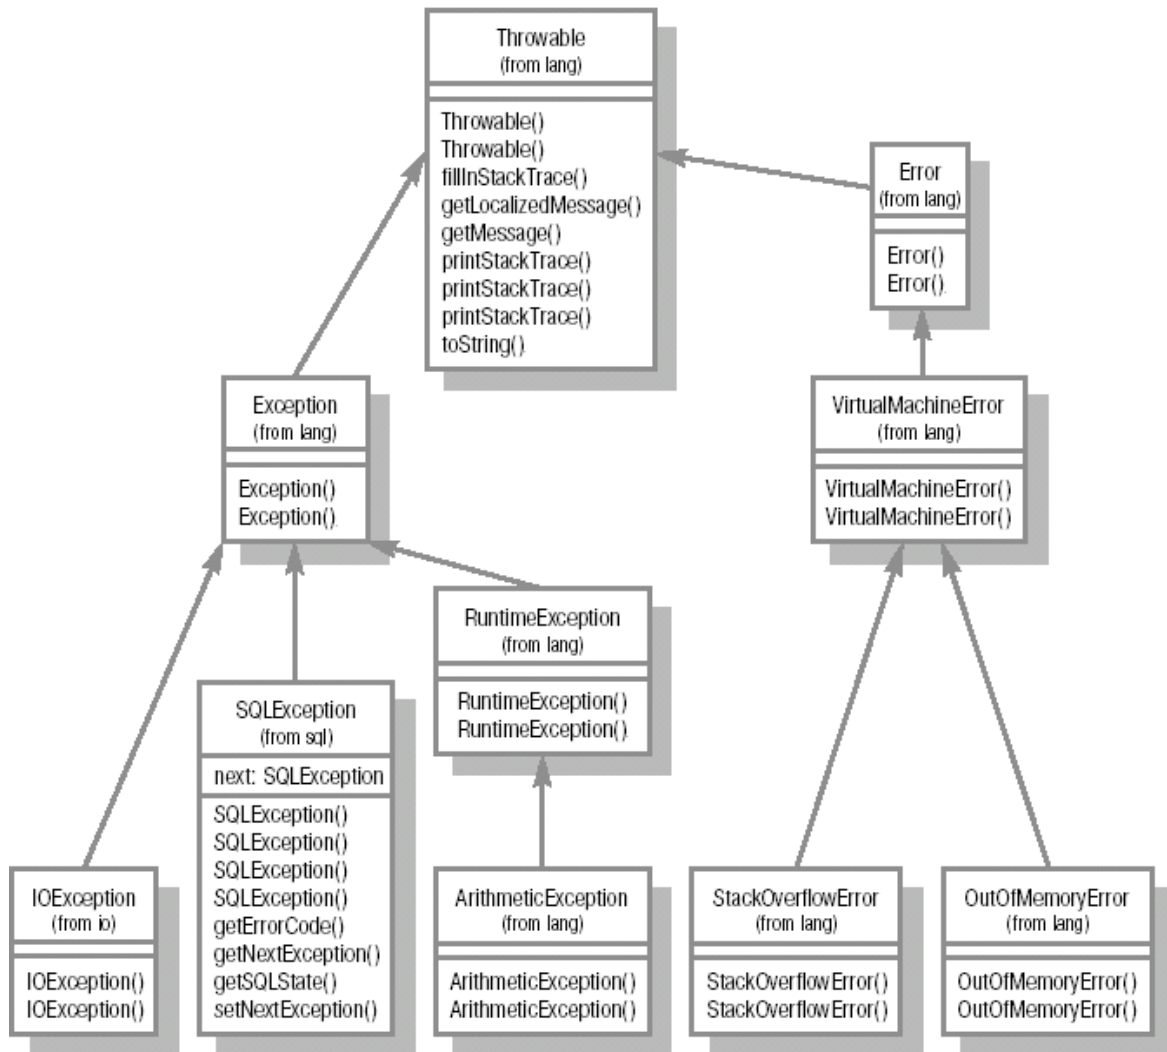 Throwable
(from lang)
Throwable()
Throwable()
fillInStackTrace()
getLocalizedMessage()
getMessage()
printStackTrace()
printStackTrace()
printStackTrace()
toString()
Error
(from lang)
Error()
Error()
Exception
(from lang)
Exception()
Exception()
VirtualMachineError
(from lang)
VirtualMachineError()
VirtualMachineError()
RuntimeException
(from lang)
RuntimeException()
RuntimeException()
SQLException
(from sql)
next: SQLException
SQLException()
SQLException()
SQLException()
SQLException()
getErrorCode()
getNextException()
getSQLState()
setNextException()
IOException
(from io)
IOException()
IOException()
ArithmeticException
(from lang)
ArithmeticException()
ArithmeticException()
StackOverflowError
(from lang)
StackOverflowError()
StackOverflowError()
OutOfMemoryError
(from lang)
OutOfMemoryError()
OutOfMemoryError()